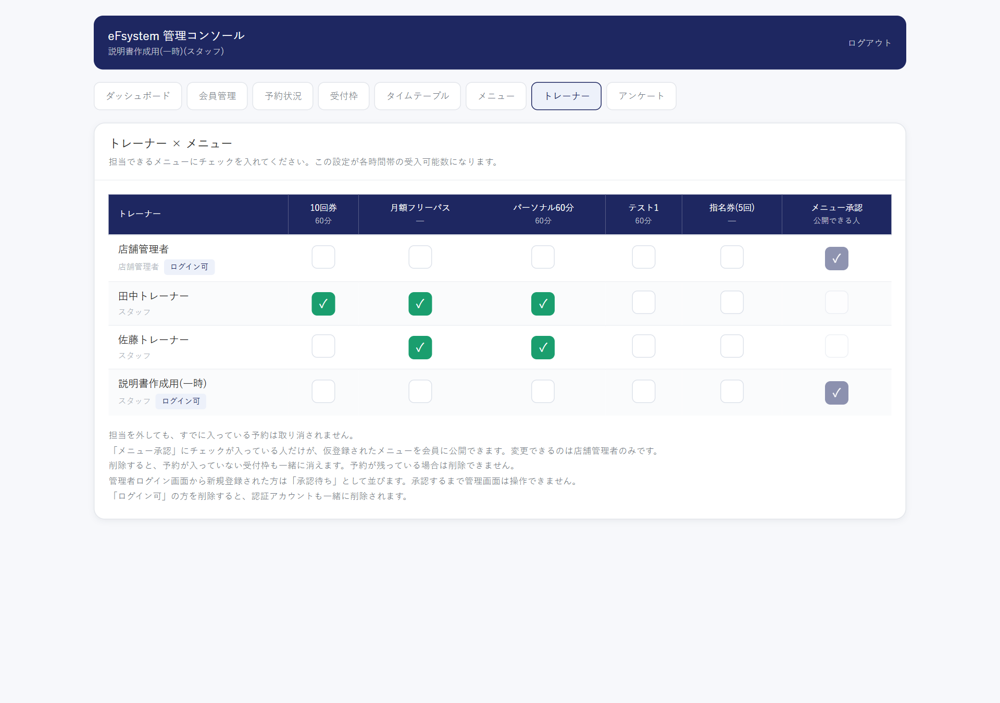 eFsystem 管理コンソール
説明書作成用(一時)(スタッフ)
ログアウト
ダッシュボード 会員管理 予約状況 受付枠 タイムテーブル メニュー トレーナー アンケート
トレーナー × メニュー
担当できるメニューにチェックを入れてください。この設定が各時間帯の受入可能数になります。
トレーナー 10回券 月額フリーパス パーソナル60分 テスト1 指名券(5回) メニュー承認
60分 — 60分 60分 — 公開できる人
店舗管理者
店舗管理者 ログイン可
✓
田中トレーナー
スタッフ
✓ ✓ ✓
佐藤トレーナー
スタッフ
✓ ✓
説明書作成用(一時)
スタッフ ログイン可
✓
担当を外しても、すでに入っている予約は取り消されません。
「メニュー承認」にチェックが入っている人だけが、仮登録されたメニューを会員に公開できます。変更できるのは店舗管理者のみです。
削除すると、予約が入っていない受付枠も一緒に消えます。予約が残っている場合は削除できません。
管理者ログイン画面から新規登録された方は「承認待ち」として並びます。承認するまで管理画面は操作できません。
「ログイン可」の方を削除すると、認証アカウントも一緒に削除されます。